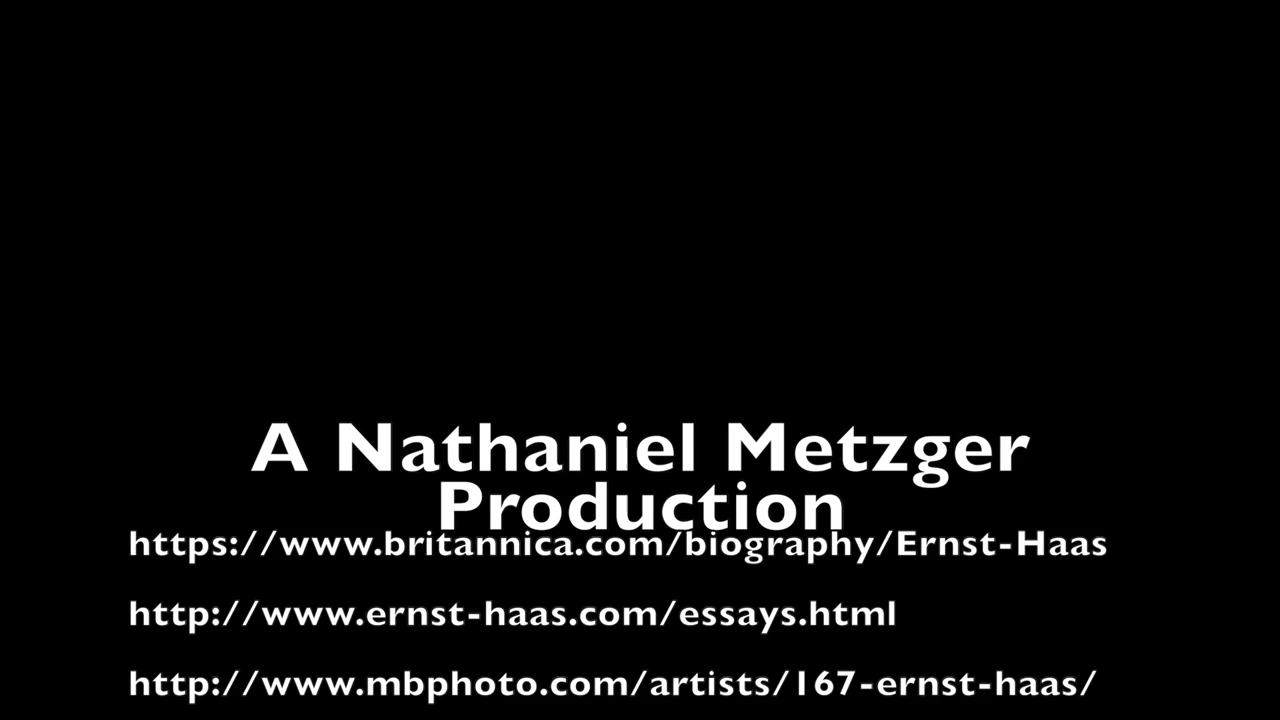 A Nathaniel Metzger
Production
https://www.britannica.com/biography/Ernst-Haas
http://www.ernst-haas.com/essays.html
http://www.mbphoto.com/artists/167-ernst-haas/